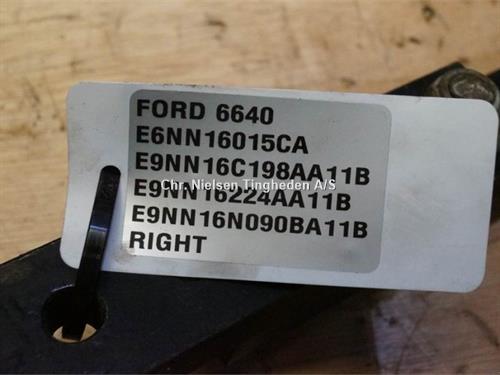 FORD 6640
E6NN16015CA
E9NN16C198AA11B
Chr. Nielsen Tingheden A/S
E9NN16224AA11B
E9NN16N090BA11B
RIGHT